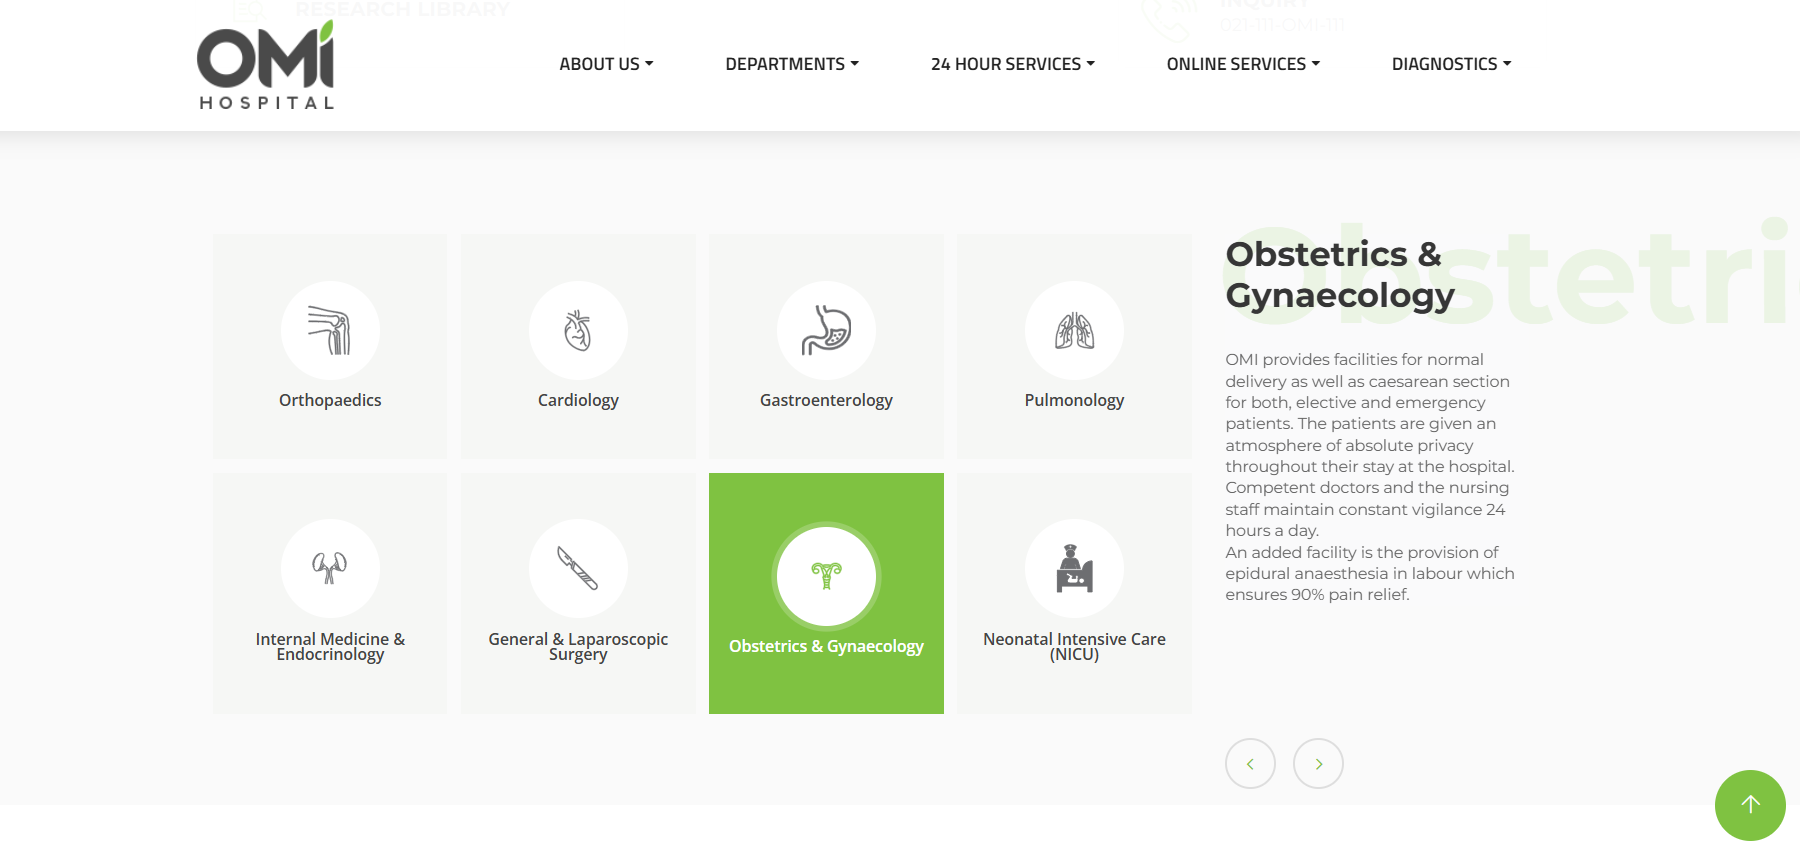 RESEARCH LIBRARY
INQUIRY
021-111-OMI-111
OMI
HOSPITAL
ABOUT US
DEPARTMENTS
24 HOUR SERVICES
ONLINE SERVICES
DIAGNOSTICS
Orthopaedics
Cardiology
Gastroenterology
Pulmonology
Internal Medicine &
Endocrinology
General & Laparoscopic
Surgery
Obstetrics & Gynaecology
Neonatal Intensive Care
(NICU)
Obstetri
Obstetrics &
Gynaecology
OMI provides facilities for normal
delivery as well as caesarean section
for both, elective and emergency
patients. The patients are given an
atmosphere of absolute privacy
throughout their stay at the hospital.
Competent doctors and the nursing
staff maintain constant vigilance 24
hours a day.
An added facility is the provision of
epidural anaesthesia in labour which
ensures 90% pain relief.